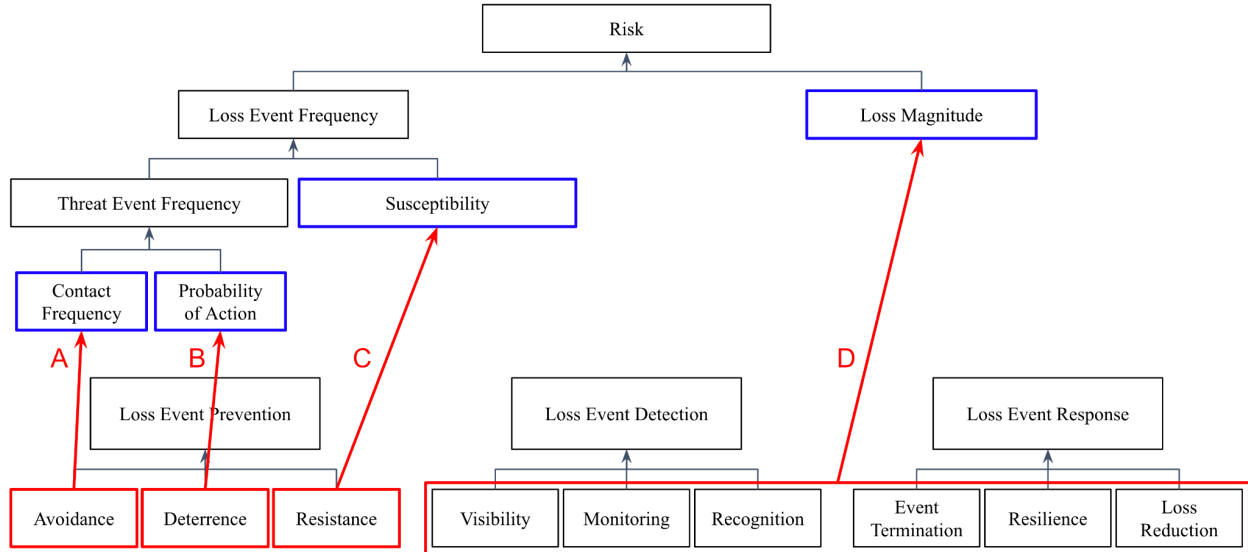 Risk
Loss Event Frequency
Loss Magnitude
Threat Event Frequency
Susceptibility
Contact
Frequency
Probability
of Action
A
B
C
D
Loss Event Prevention
Loss Event Detection
Loss Event Response
Avoidance
Deterrence
Resistance
Visibility
Monitoring
Recognition
Event
Termination
Resilience
Loss
Reduction